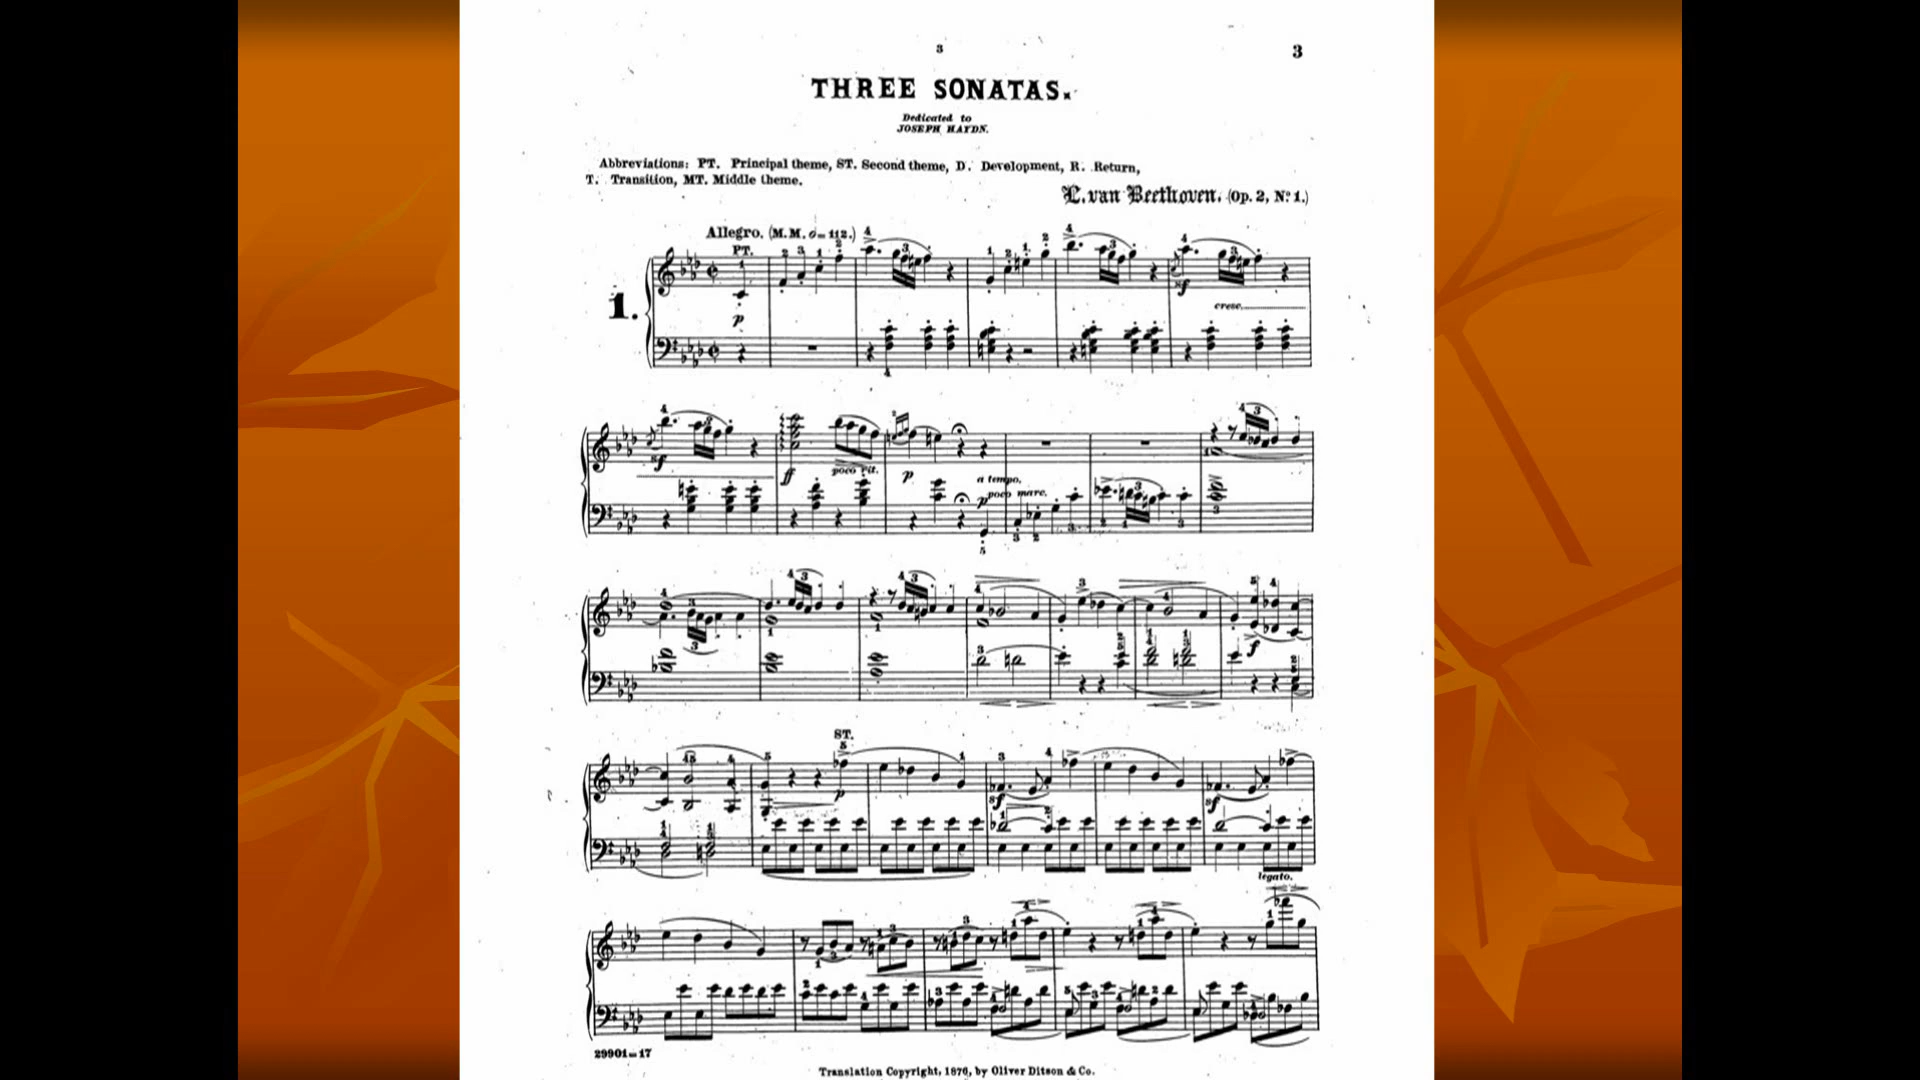 3
3
THREE SONATAS.
Dedicated to
JOSEPH HAYDN.
Abbreviations: PT. Principal theme, ST. Second theme, D. Development, R. Return,
T. Transition, MT. Middle theme.
L. van Beethoven. (Op. 2, Nº 1.)
Allegro. (M. M. = 112.)
PT.
1.
p
sf
cresc.
sf
ff
poco rit.
p
a tempo.
p poco marc.
f
ST.
p
sf
sf
legato.
29901=17
Translation Copyright, 1876, by Oliver Ditson & Co.